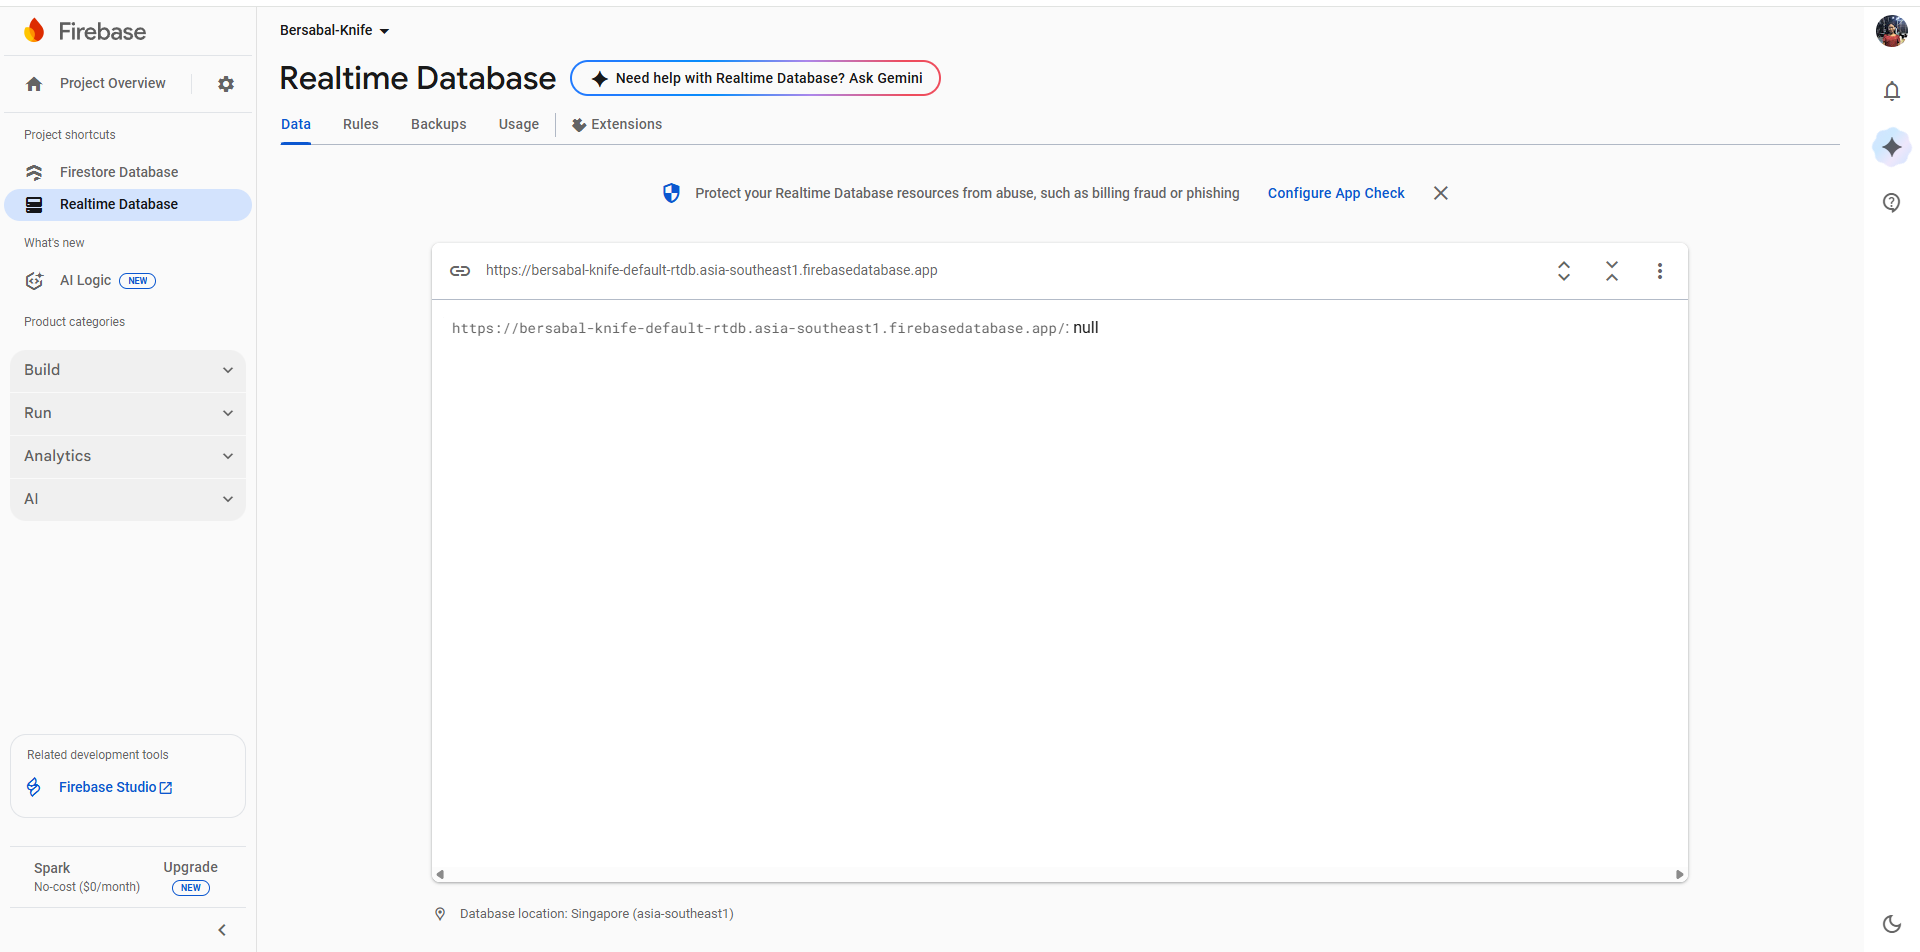 Firebase
Project Overview
Project shortcuts
Firestore Database
Realtime Database
What's new
AI Logic NEW
Product categories
Build
Run
Analytics
AI
Related development tools
Firebase Studio
Spark
No-cost ($0/month)
Upgrade
NEW
Bersabal-Knife
Realtime Database
Need help with Realtime Database? Ask Gemini
Data Rules Backups Usage Extensions
Protect your Realtime Database resources from abuse, such as billing fraud or phishing Configure App Check
https://bersabal-knife-default-rtdb.asia-southeast1.firebasedatabase.app
https://bersabal-knife-default-rtdb.asia-southeast1.firebasedatabase.app/: null
Database location: Singapore (asia-southeast1)